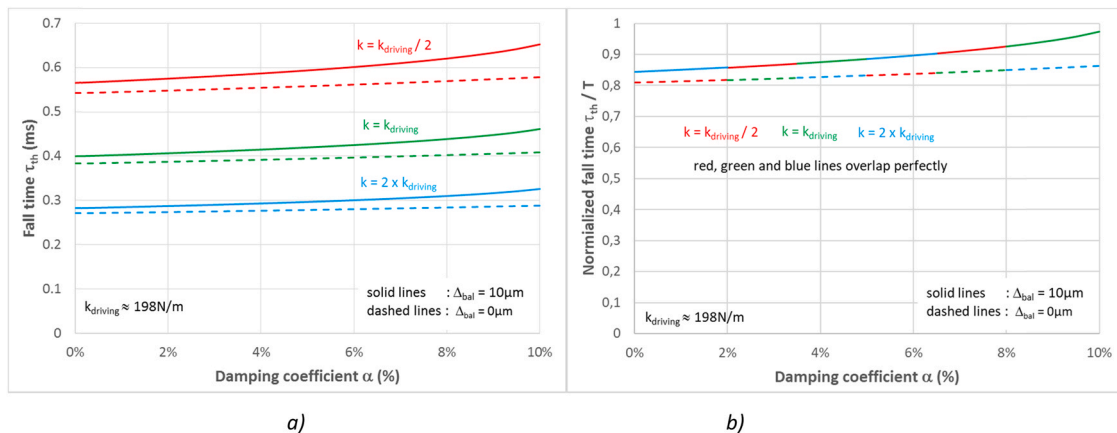 0.7
0.6
0.5
0.4
0.3
0.2
0.1
0
Fall time τth (ms)
k = kdriving / 2
k = kdriving
k = 2 x kdriving
kdriving ≈ 198N/m
solid lines : Δbal = 10µm
dashed lines : Δbal = 0µm
0% 2% 4% 6% 8% 10%
Damping coefficient α (%)
a)
1
0,9
0,8
0,7
0,6
0,5
0,4
0,3
0,2
0,1
0
Normialized fall time τth / T
k = kdriving / 2 k = kdriving k = 2 x kdriving
red, green and blue lines overlap perfectly
kdriving ≈ 198N/m
solid lines : Δbal = 10µm
dashed lines : Δbal = 0µm
0% 2% 4% 6% 8% 10%
Damping coefficient α (%)
b)